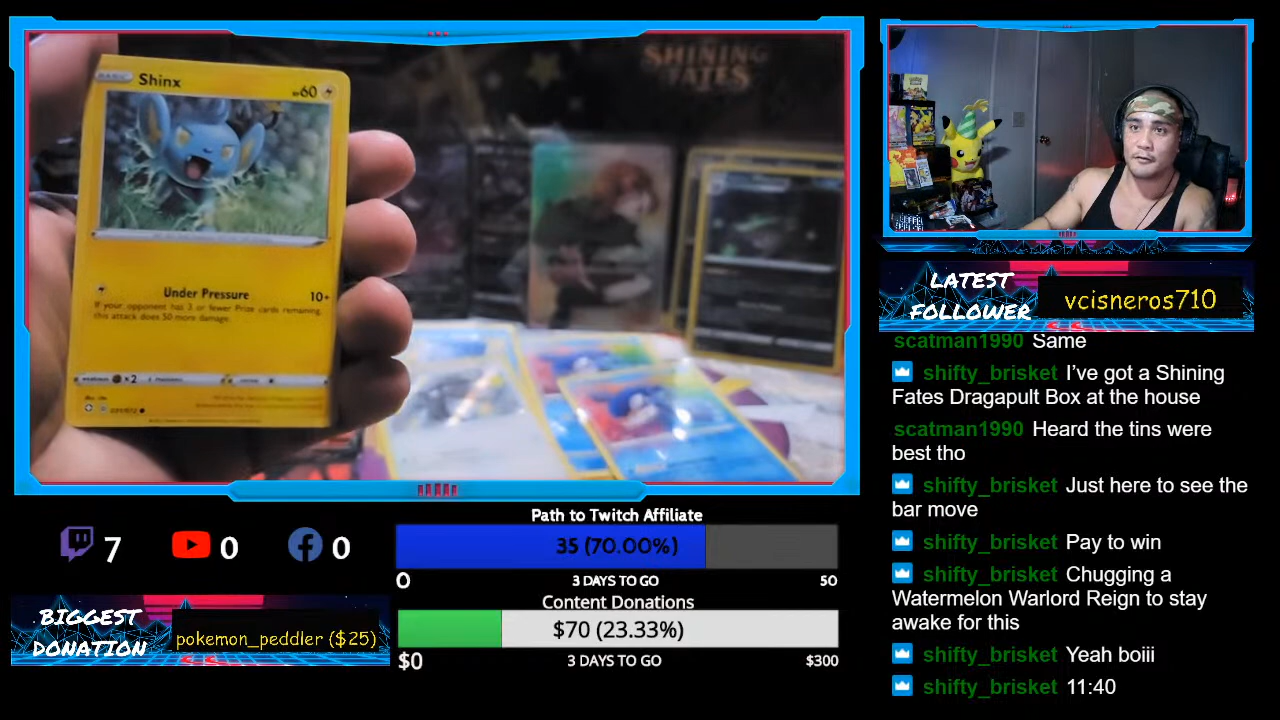 SHINING
FATES
BASIC Shinx 60
Under Pressure 10+
If your opponent has 3 or fewer Prize cards remaining,
this attack does 50 more damage.
×2
LATEST
FOLLOWER
vcisneros710
scatman1990 Same
shifty_brisket I've got a Shining
Fates Dragapult Box at the house
scatman1990 Heard the tins were
best tho
shifty_brisket Just here to see the
bar move
shifty_brisket Pay to win
shifty_brisket Chugging a
Watermelon Warlord Reign to stay
awake for this
shifty_brisket Yeah boiii
shifty_brisket 11:40
7 0 0
Path to Twitch Affiliate
35 (70.00%)
0 3 DAYS TO GO 50
Content Donations
$70 (23.33%)
$0 3 DAYS TO GO $300
BIGGEST
DONATION
pokemon_peddler ($25)